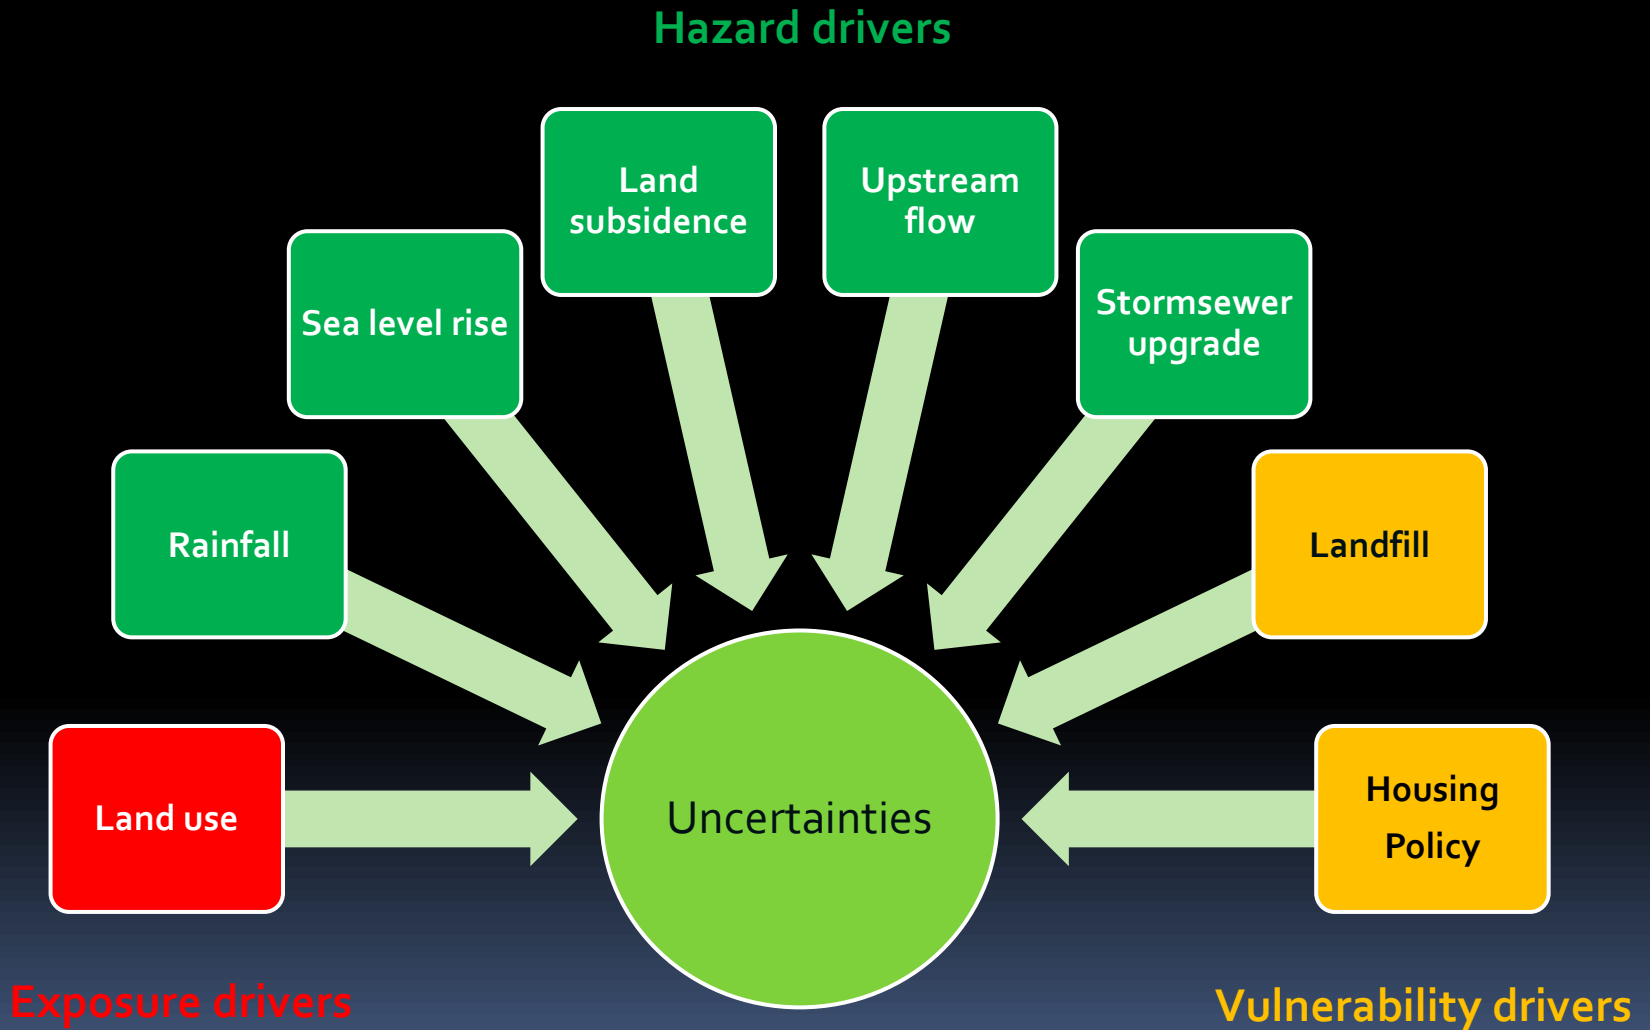 Hazard drivers
Land
subsidence
Upstream
flow
Sea level rise
Stormsewer
upgrade
Rainfall
Landfill
Land use
Uncertainties
Housing
Policy
Exposure drivers
Vulnerability drivers